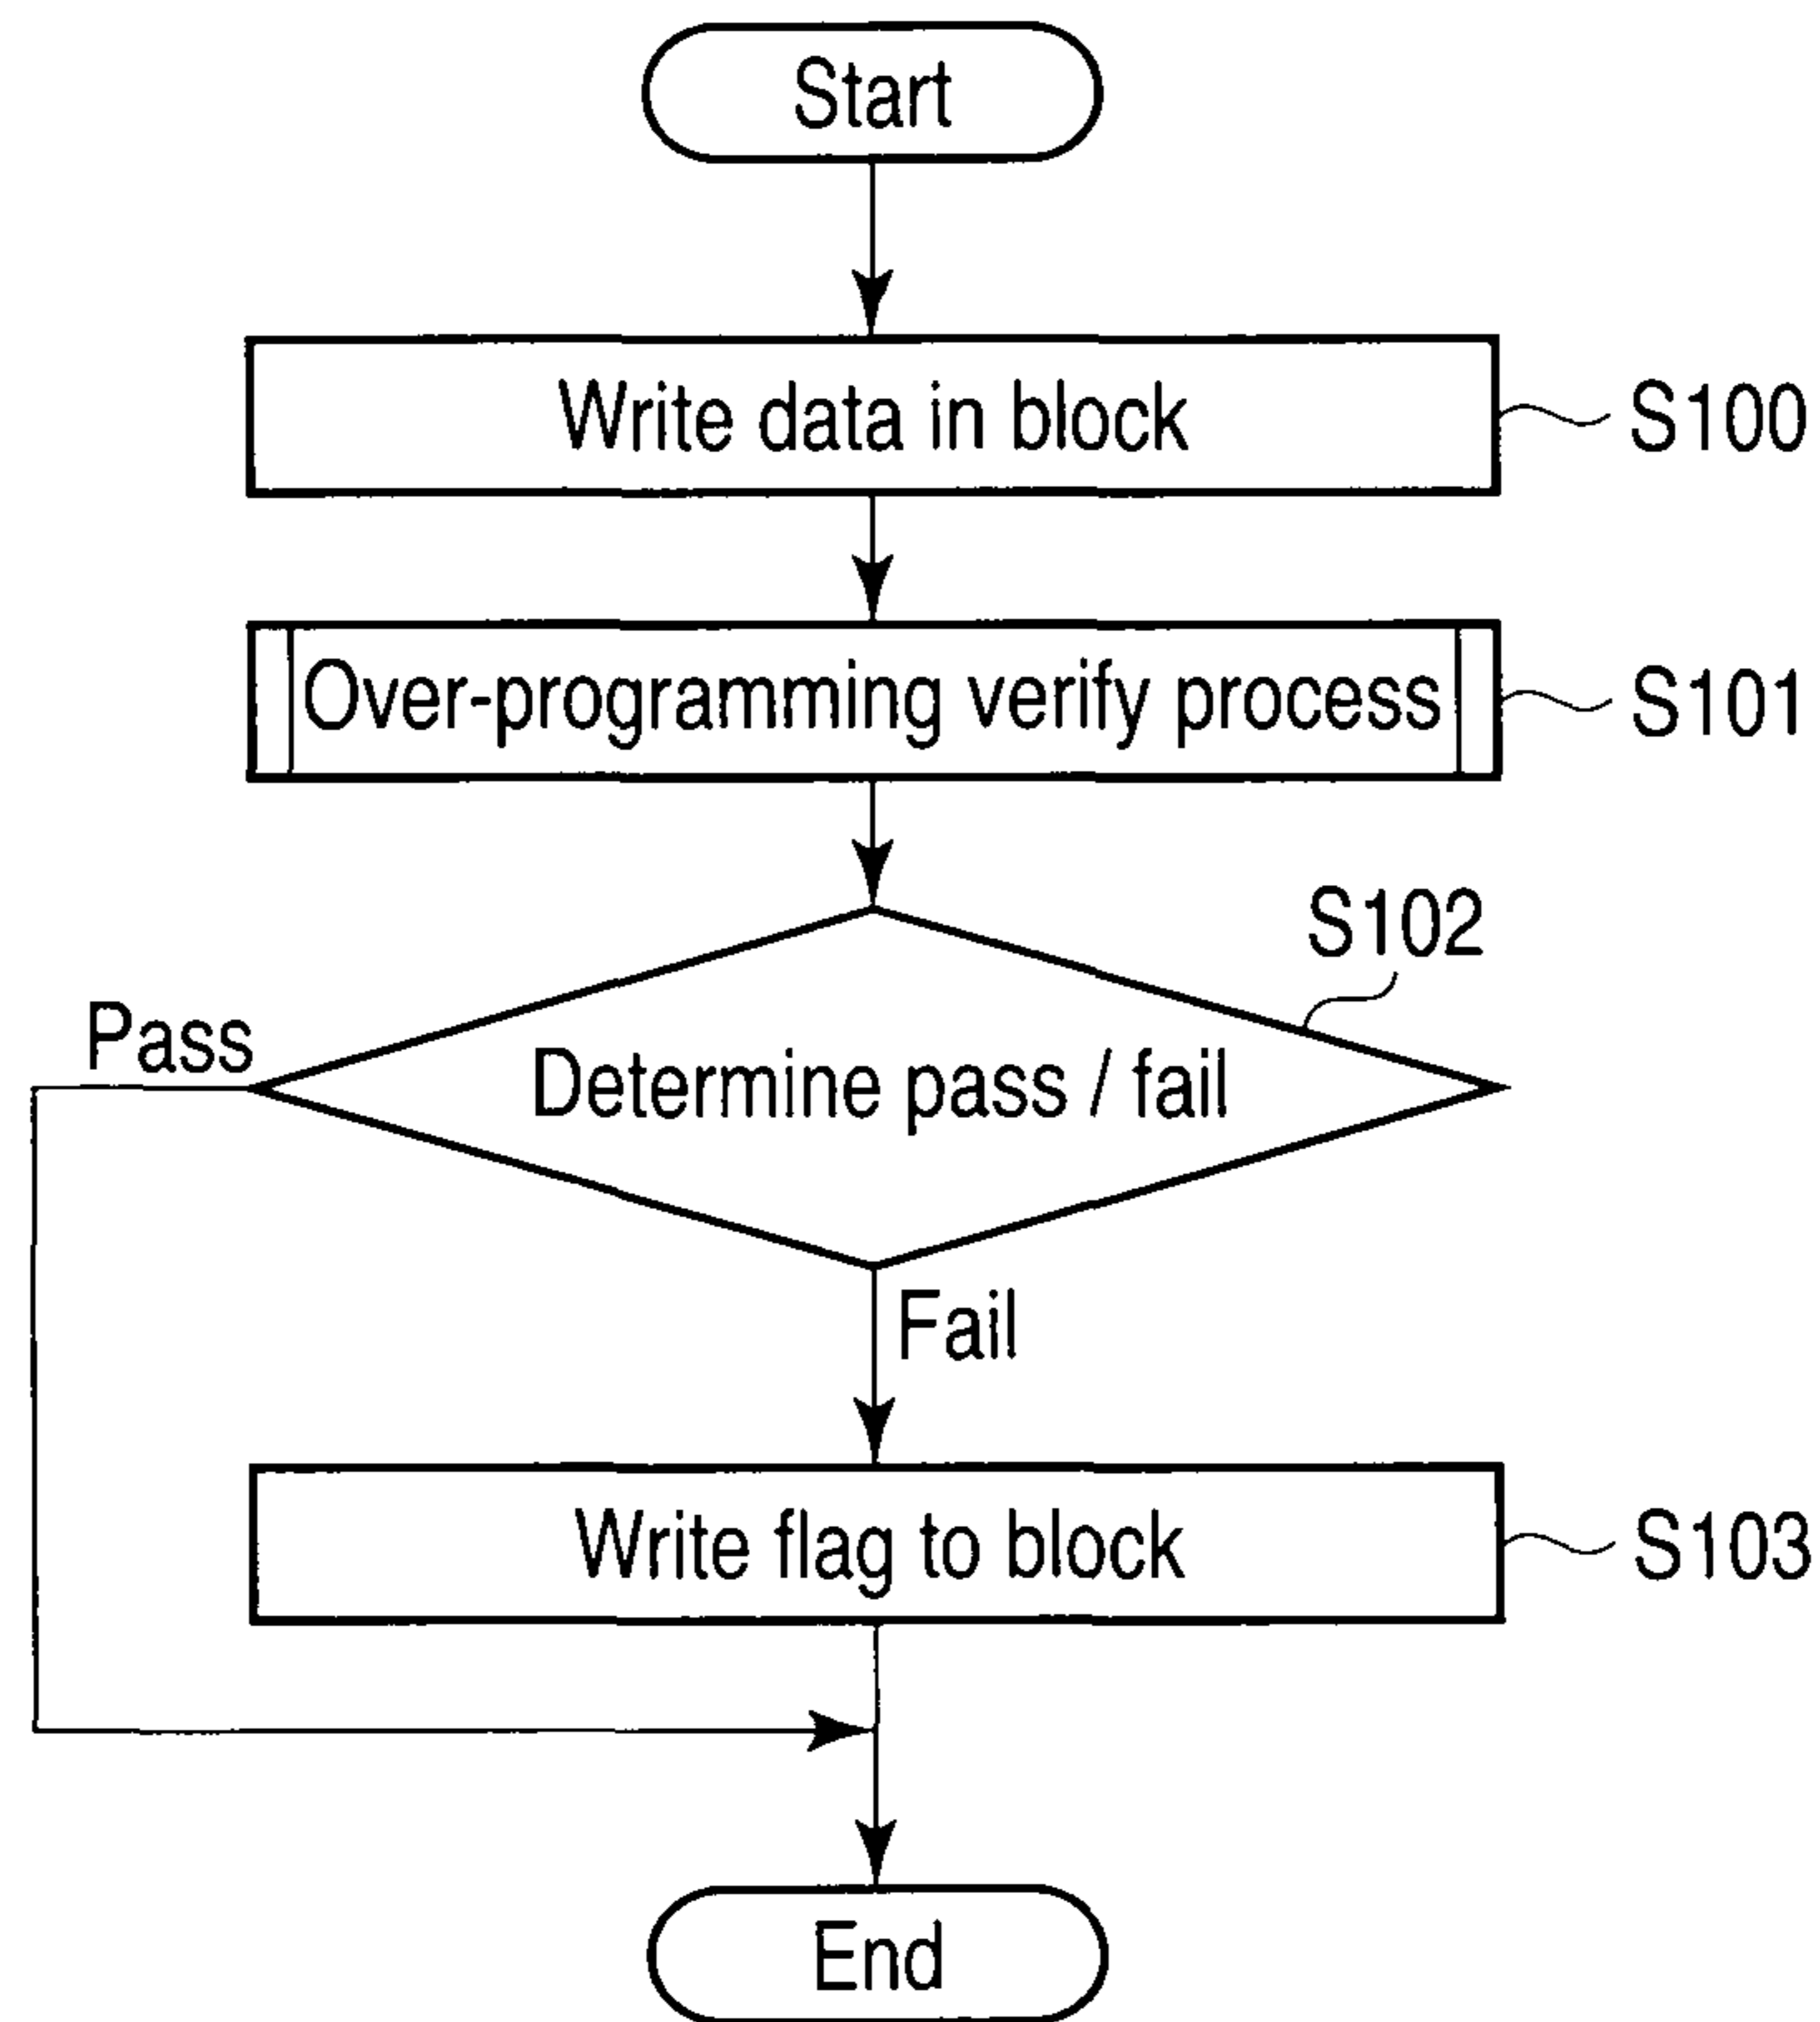 Start
Write data in block
S100
Over-programming verify process
S101
S102
Pass
Determine pass / fail
Fail
Write flag to block
S103
End